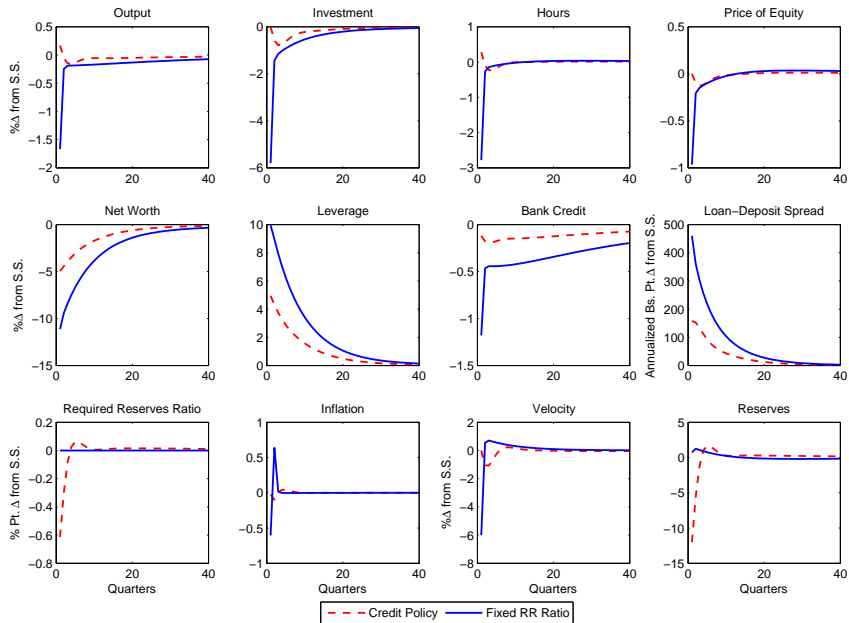 Output
Investment
Hours
Price of Equity
%Δ from S.S.
0
−0.5
−1
−1.5
−2
0 20 40
0
−2
−4
−6
0 20 40
1
0
−1
−2
−3
0 20 40
0.5
0
−0.5
−1
0 20 40
Net Worth
Leverage
Bank Credit
Loan−Deposit Spread
%Δ from S.S.
0
−5
−10
−15
0 20 40
10
8
6
4
2
0
0 20 40
0
−0.5
−1
−1.5
0 20 40
Annualized Bs. Pt. Δ from S.S.
500
400
300
200
100
0
0 20 40
Required Reserves Ratio
Inflation
Velocity
Reserves
% Pt. Δ from S.S.
0.2
0
−0.2
−0.4
−0.6
−0.8
0 20 40
Quarters
1
0.5
0
−0.5
−1
0 20 40
%Δ from S.S.
2
0
−2
−4
−6
−8
0 20 40
5
0
−5
−10
−15
0 20 40
Quarters
Credit Policy
Fixed RR Ratio